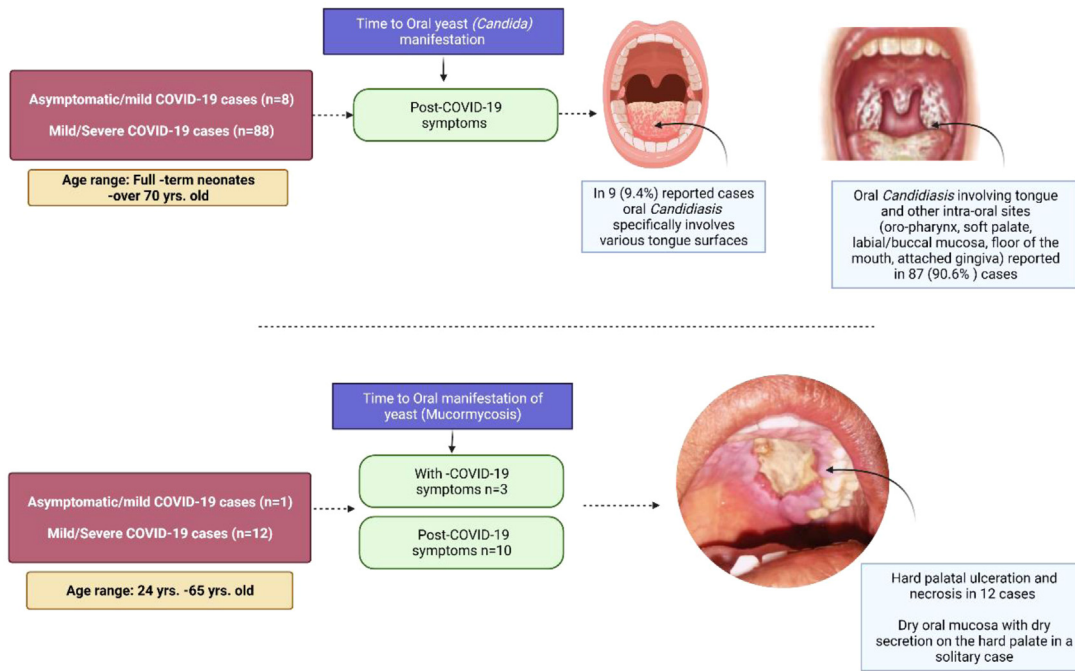 Time to Oral yeast (Candida)
manifestation
Asymptomatic/mild COVID-19 cases (n=8)
Mild/Severe COVID-19 cases (n=88)
Age range: Full -term neonates
-over 70 yrs. old
Post-COVID-19
symptoms
In 9 (9.4%) reported cases
oral Candidiasis
specifically involves
various tongue surfaces
Oral Candidiasis involving tongue
and other intra-oral sites
(oro-pharynx, soft palate,
labial/buccal mucosa, floor of the
mouth, attached gingiva) reported
in 87 (90.6% ) cases
Time to Oral manifestation of
yeast (Mucormycosis)
Asymptomatic/mild COVID-19 cases (n=1)
Mild/Severe COVID-19 cases (n=12)
Age range: 24 yrs. -65 yrs. old
With -COVID-19
symptoms n=3
Post-COVID-19
symptoms n=10
Hard palatal ulceration and
necrosis in 12 cases
Dry oral mucosa with dry
secretion on the hard palate in a
solitary case